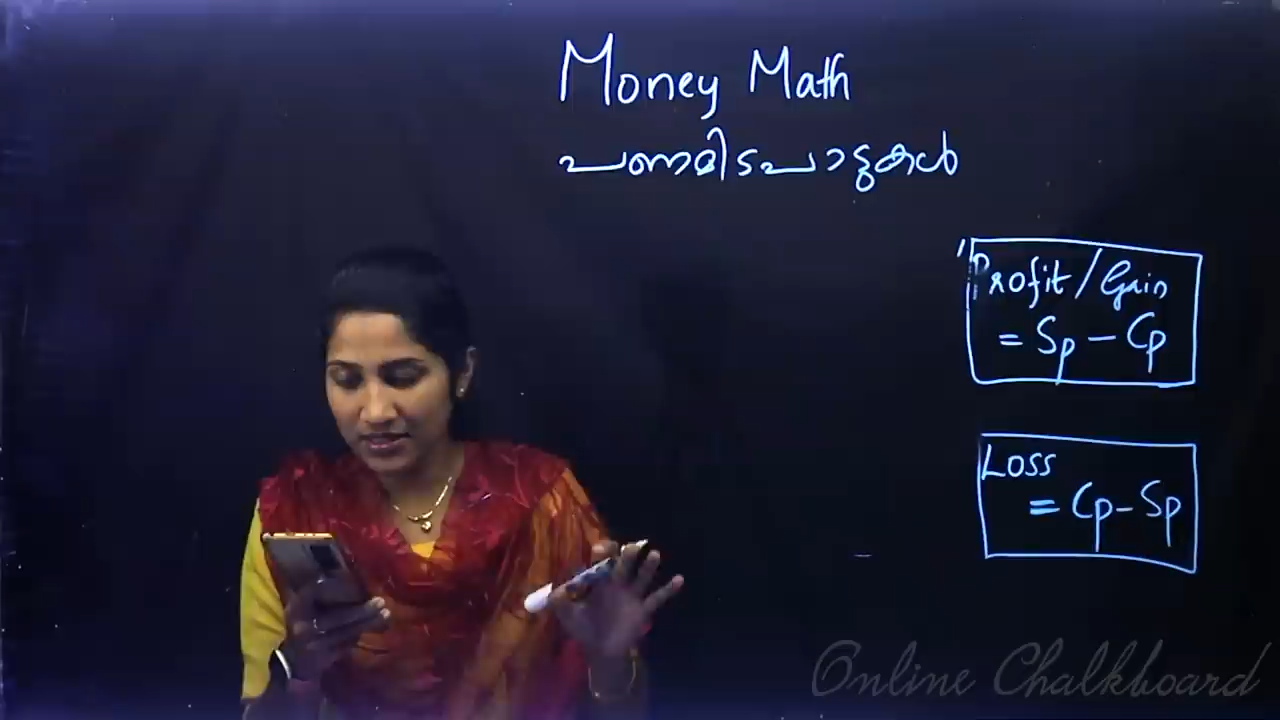 Money Math
പണമിടപാടുകൾ
Profit/Gain
= Sp - Cp
Loss
= Cp - Sp
Online Chalkboard